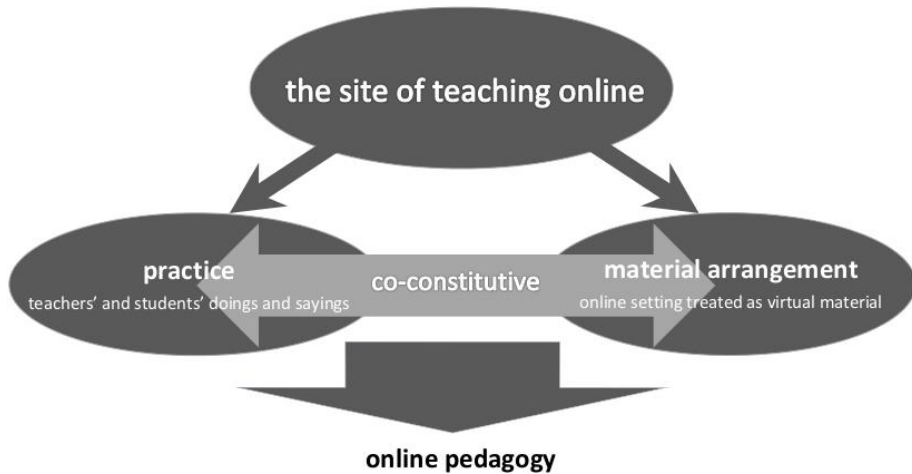 the site of teaching online
practice
teachers’ and students’ doings and sayings
co-constitutive
material arrangement
online setting treated as virtual material
online pedagogy